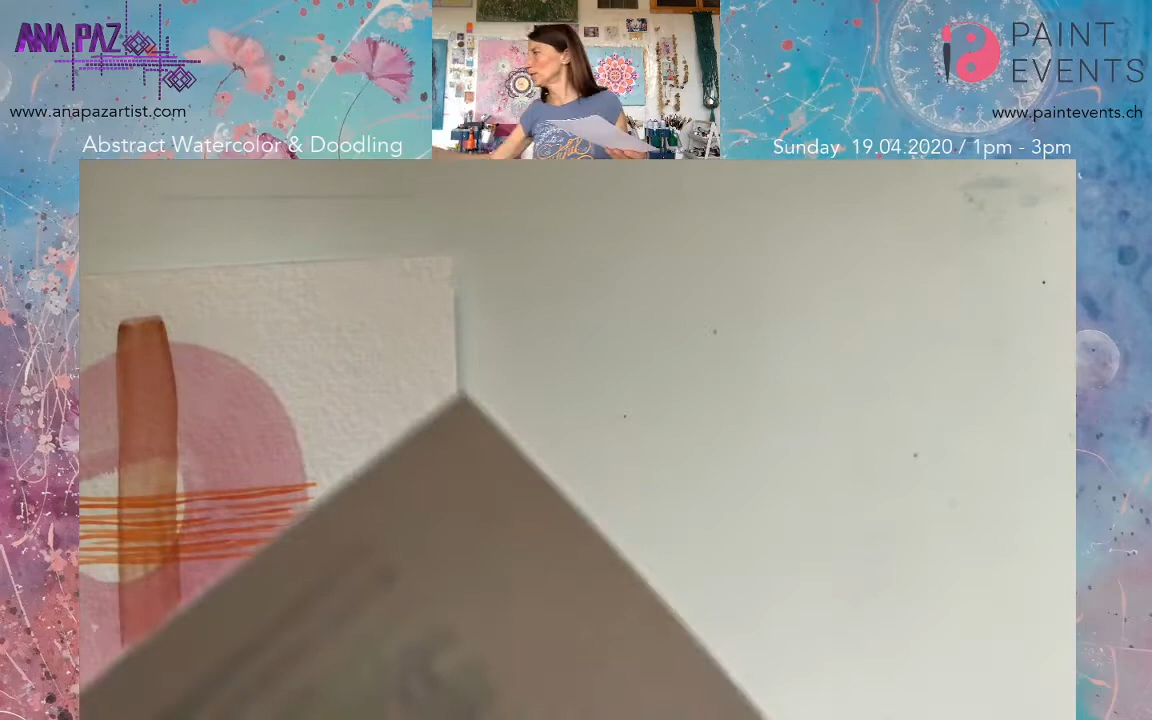 ANA PAZ
www.anapazartist.com
Abstract Watercolor & Doodling
PAINT
EVENTS
www.paintevents.ch
Sunday 19.04.2020 / 1pm - 3pm